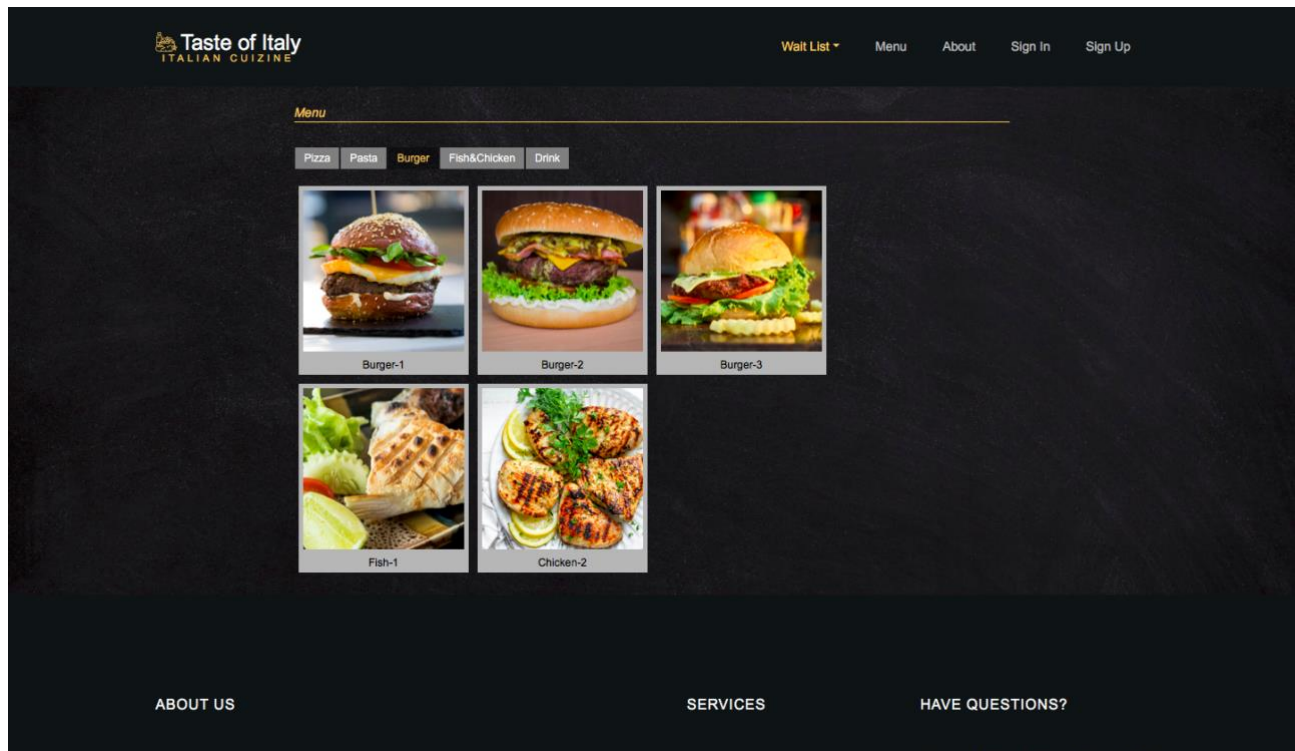 Taste of Italy
ITALIAN CUIZINE
Wait List Menu About Sign In Sign Up
Menu
Pizza Pasta Burger Fish&Chicken Drink
Burger-1 Burger-2 Burger-3
Fish-1 Chicken-2
ABOUT US SERVICES HAVE QUESTIONS?